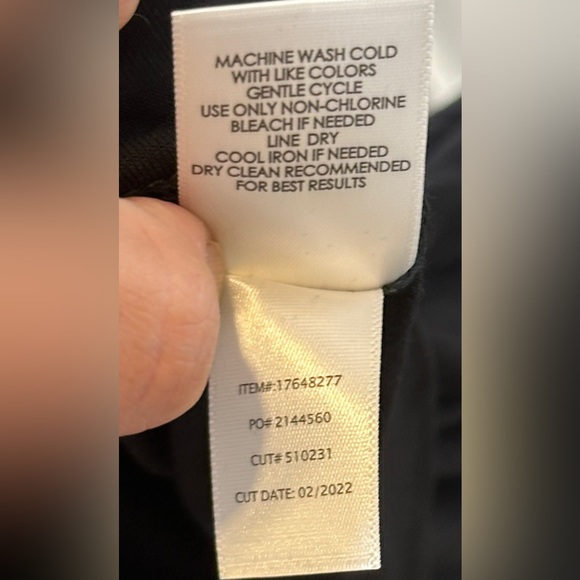 MACHINE WASH COLD
WITH LIKE COLORS
GENTLE CYCLE
USE ONLY NON-CHLORINE
BLEACH IF NEEDED
LINE DRY
COOL IRON IF NEEDED
DRY CLEAN RECOMMENDED
FOR BEST RESULTS
ITEM#:17648277
PO# 2144560
CUT# 510231
CUT DATE: 02/2022